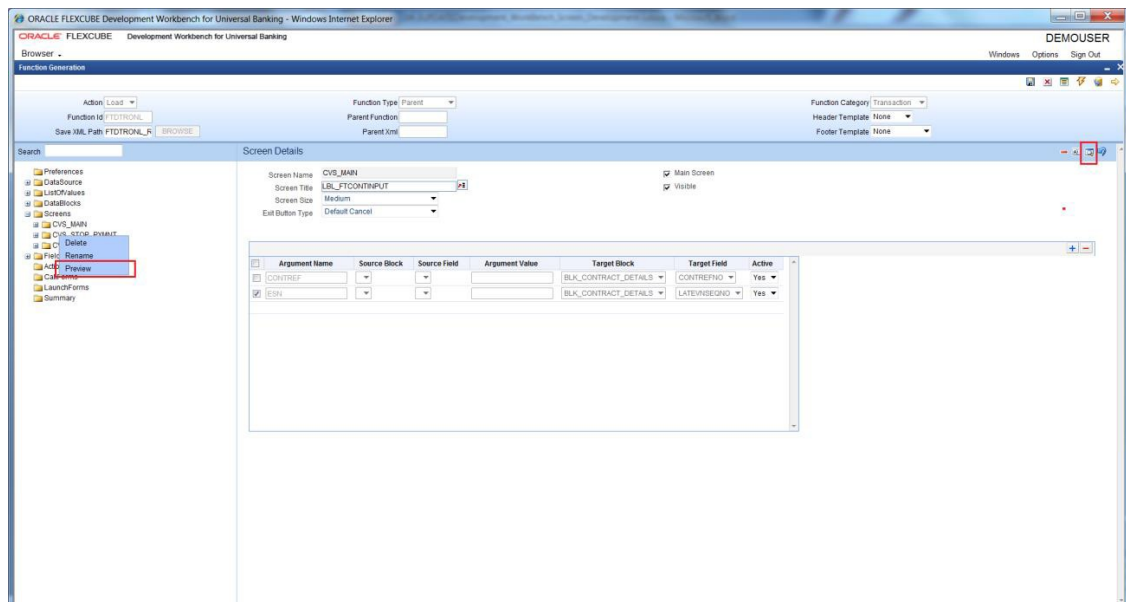 ORACLE FLEXCUBE Development Workbench for Universal Banking - Windows Internet Explorer
ORACLE FLEXCUBE Development Workbench for Universal Banking DEMOUSER
Browser Windows Options Sign Out
Function Generation
Action Load Function Type Parent Function Category Transaction
Function Id FTDTRONL Parent Function Header Template None
Save XML Path FTDTRONL_R BROWSE Parent Xml Footer Template None
Search Screen Details
Preferences
DataSource
ListOfValues
DataBlocks
Screens
CVS_MAIN
CVS_STOP_PYMNT
Delete
Rename
Preview
LaunchForms
Summary
Screen Name CVS_MAIN Main Screen
Screen Title LBL_FTCONTINPUT Visible
Screen Size Medium
Exit Button Type Default Cancel
Argument Name Source Block Source Field Argument Value Target Block Target Field Active
CONTREF BLK_CONTRACT_DETAILS CONTREFNO Yes
ESN BLK_CONTRACT_DETAILS LATEVNSEQNO Yes